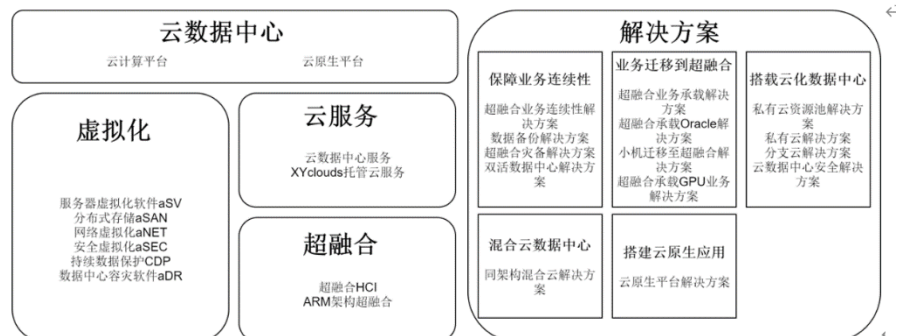 云数据中心
云计算平台
云原生平台
虚拟化
服务器虚拟化软件aSV
分布式存储aSAN
网络虚拟化aNET
安全虚拟化aSEC
持续数据保护CDP
数据中心容灾软件aDR
云服务
云数据中心服务
XYclouds托管云服务
超融合
超融合HCI
ARM架构超融合
解决方案
保障业务连续性
超融合业务连续性解
决方案
数据备份解决方案
超融合灾备解决方案
双活数据中心解决方
案
业务迁移到超融合
超融合业务承载解决
方案
超融合承载Oracle解
决方案
小机迁移至超融合解
决方案
超融合承载GPU业务
解决方案
搭载云化数据中心
私有云资源池解决方
案
私有云解决方案
分支云解决方案
云数据中心安全解决
方案
混合云数据中心
同架构混合云解决方
案
搭建云原生应用
云原生平台解决方案